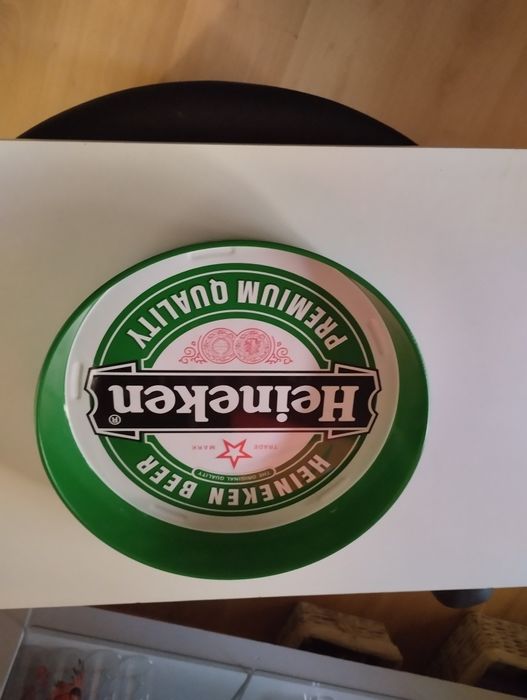 HEINEKEN BEER
THE ORIGINAL QUALITY
TRADE MARK
Heineken®
PREMIUM QUALITY